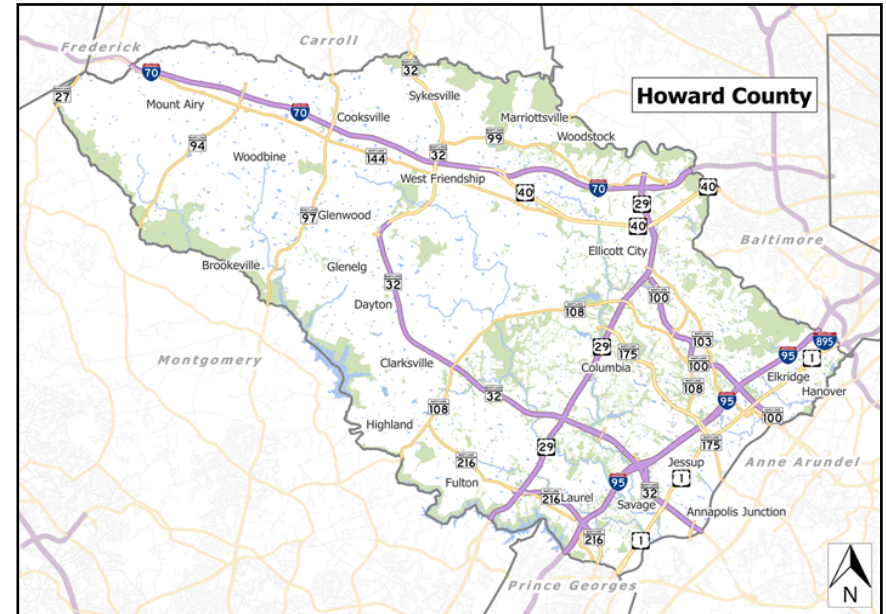 Frederick
Carroll
Howard County
70
32
27
Mount Airy
Sykesville
70
Cooksville
Marriottsville
94
99
Woodstock
Woodbine
144
32
West Friendship
40
70
40
29
97
Glenwood
40
Ellicott City
Baltimore
Brookeville
Glenelg
32
100
Dayton
108
103
895
29
175
95
1
Montgomery
Clarksville
Columbia
100
Elkridge
32
108
Hanover
108
95
100
Highland
29
175
216
Jessup
Anne Arundel
Fulton
95
1
32
216
Laurel
Savage
Annapolis Junction
216
1
Prince Georges
N